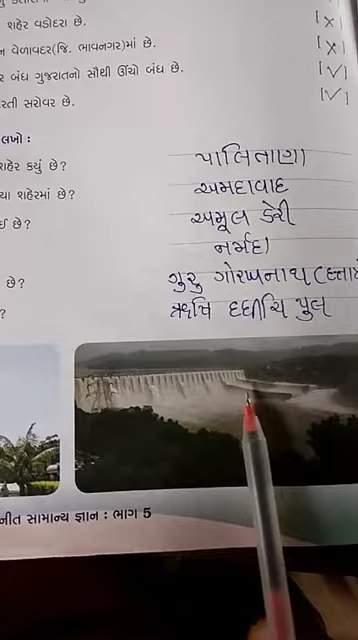 શહેર વડોદરા છે. [X]
ન વેળાવદર(જિ. ભાવનગર)માં છે. [X]
ર બંધ ગુજરાતનો સૌથી ઊંચો બંધ છે. [√]
રતી સરોવર છે. [√]
લખો :
શહેર કયું છે? પાલિતાણા
યા શહેરમાં છે? અમદાવાદ
ઈ છે? અમૂલ ડેરી
નર્મદા
છે? ગુરુ ગોરખનાથ
? ઋષિ દધીચિ પુલ
નીત સામાન્ય જ્ઞાન : ભાગ 5